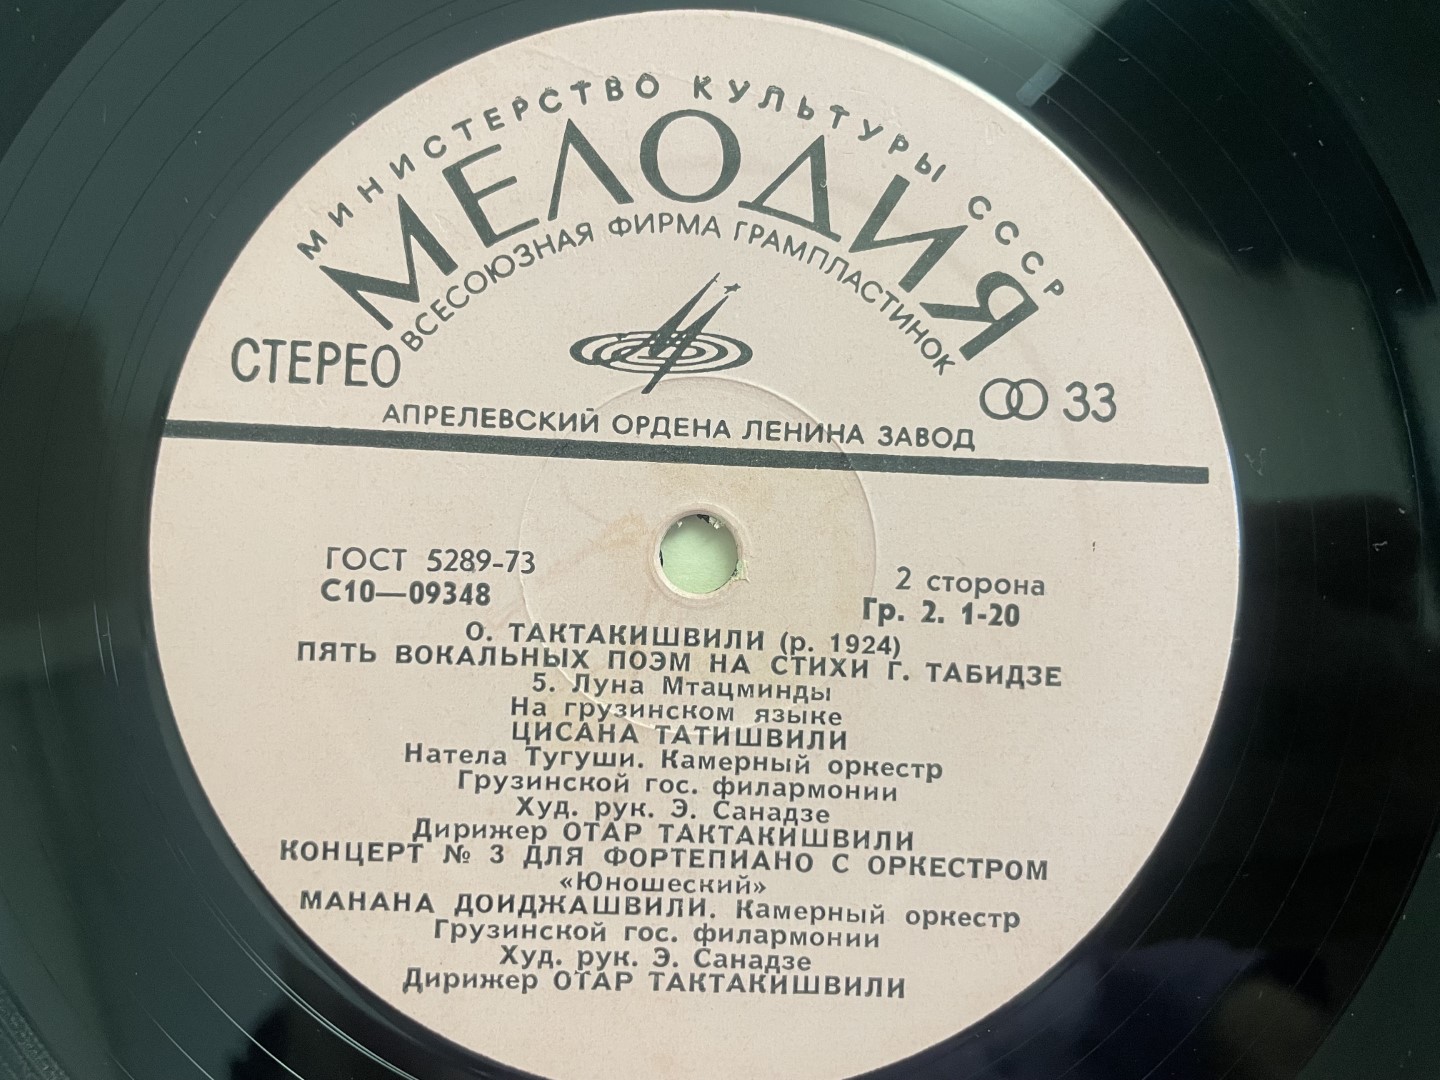 МИНИСТЕРСТВО КУЛЬТУРЫ СССР
МЕЛОДИЯ
ВСЕСОЮЗНАЯ ФИРМА ГРАМПЛАСТИНОК
СТЕРЕО
33
АПРЕЛЕВСКИЙ ОРДЕНА ЛЕНИНА ЗАВОД
ГОСТ 5289-73
С10—09348
2 сторона
Гр. 2. 1-20
О. ТАКТАКИШВИЛИ (р. 1924)
ПЯТЬ ВОКАЛЬНЫХ ПОЭМ НА СТИХИ Г. ТАБИДЗЕ
5. Луна Мтацминды
На грузинском языке
ЦИСАНА ТАТИШВИЛИ
Натела Тугуши. Камерный оркестр
Грузинской гос. филармонии
Худ. рук. Э. Санадзе
Дирижер ОТАР ТАКТАКИШВИЛИ
КОНЦЕРТ № 3 ДЛЯ ФОРТЕПИАНО С ОРКЕСТРОМ
«Юношеский»
МАНАНА ДОИДЖАШВИЛИ. Камерный оркестр
Грузинской гос. филармонии
Худ. рук. Э. Санадзе
Дирижер ОТАР ТАКТАКИШВИЛИ